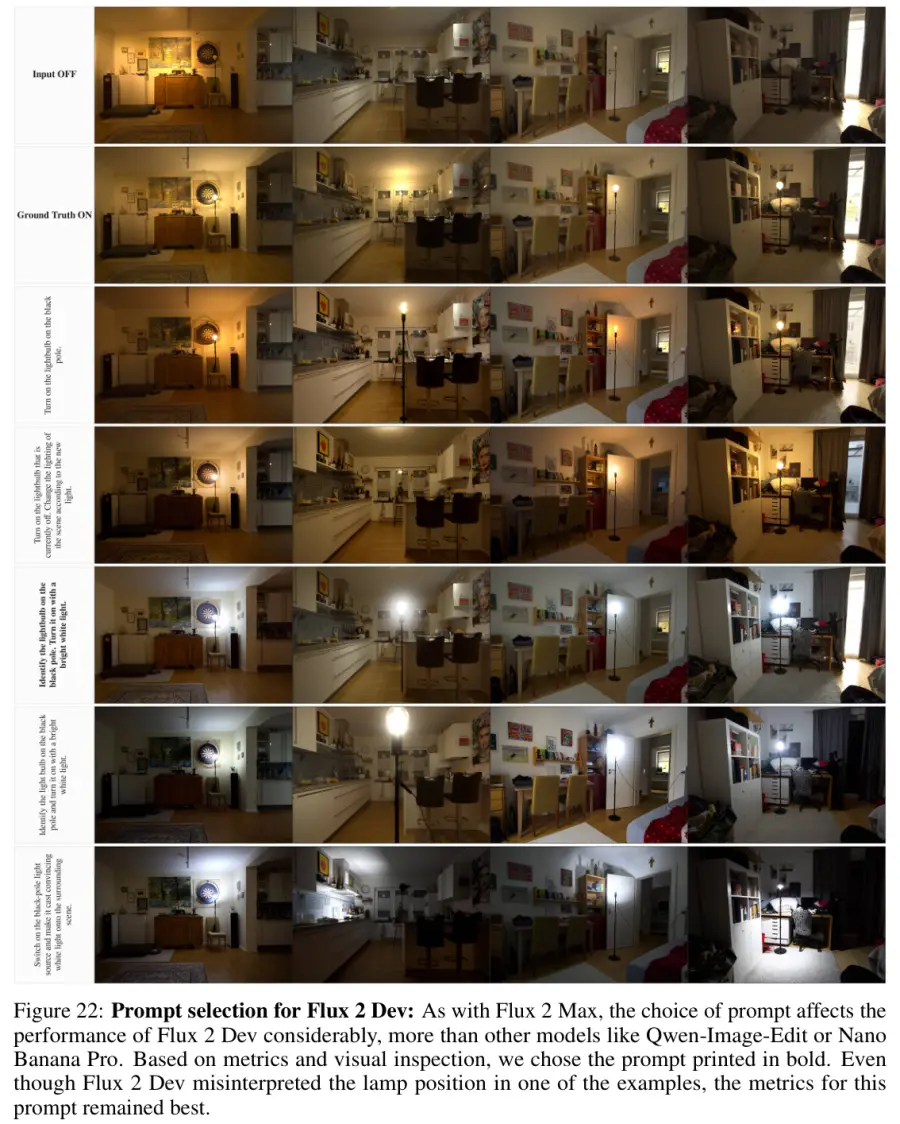 Input OFF
Ground Truth ON
Turn on the lightbulb on the black
pole.
Turn on the lightbulb that is
currently off. Change the lighting of
the scene according to the new
light.
Identify the lightbulb on the
black pole. Turn it on with a
bright white light.
Identify the light bulb on the black
pole and turn it on with a bright
white light.
Switch on the black-pole light
source and make it cast convincing
white light onto the surrounding
scene.
Figure 22: Prompt selection for Flux 2 Dev: As with Flux 2 Max, the choice of prompt affects the
performance of Flux 2 Dev considerably, more than other models like Qwen-Image-Edit or Nano
Banana Pro. Based on metrics and visual inspection, we chose the prompt printed in bold. Even
though Flux 2 Dev misinterpreted the lamp position in one of the examples, the metrics for this
prompt remained best.